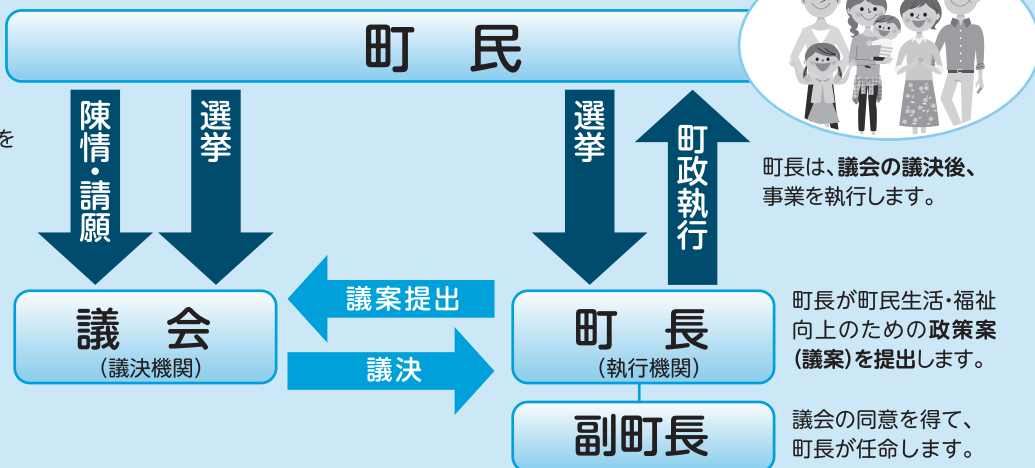 町　民
を
陳情・請願
選挙
選挙
町政執行
町長は、議会の議決後、
事業を執行します。
議案提出
議決
議　会
（議決機関）
町　長
（執行機関）
町長が町民生活・福祉
向上のための政策案
（議案）を提出します。
副町長
議会の同意を得て、
町長が任命します。